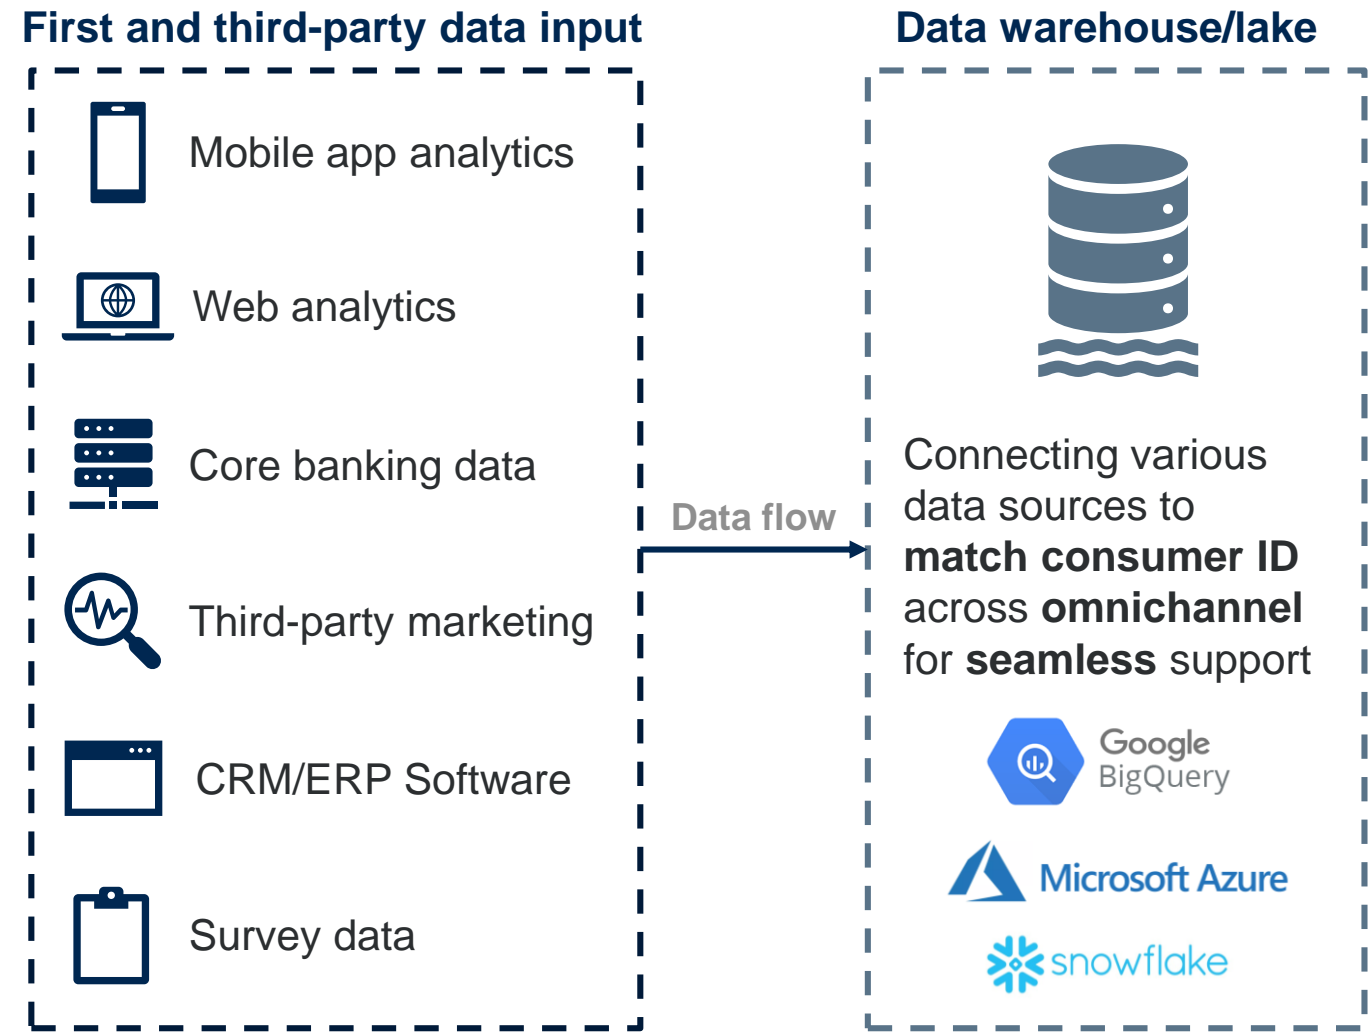 First and third-party data input
Mobile app analytics
Web analytics
Core banking data
Third-party marketing
CRM/ERP Software
Survey data
Data flow
Data warehouse/lake
Connecting various
data sources to
match consumer ID
across omnichannel
for seamless support
Google
BigQuery
Microsoft Azure
snowflake